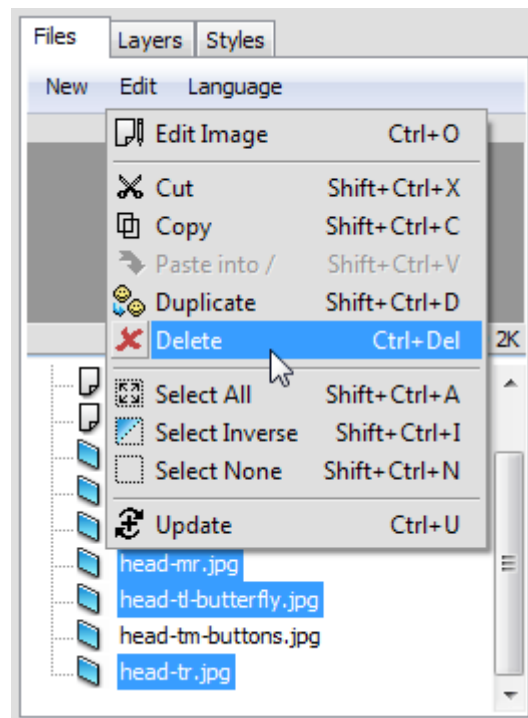 Files Layers Styles
New Edit Language
Edit Image Ctrl+O
Cut Shift+Ctrl+X
Copy Shift+Ctrl+C
Paste into / Shift+Ctrl+V
Duplicate Shift+Ctrl+D
Delete Ctrl+Del
2K
Select All Shift+Ctrl+A
Select Inverse Shift+Ctrl+I
Select None Shift+Ctrl+N
Update Ctrl+U
head-mr.jpg
head-tl-butterfly.jpg
head-tm-buttons.jpg
head-tr.jpg